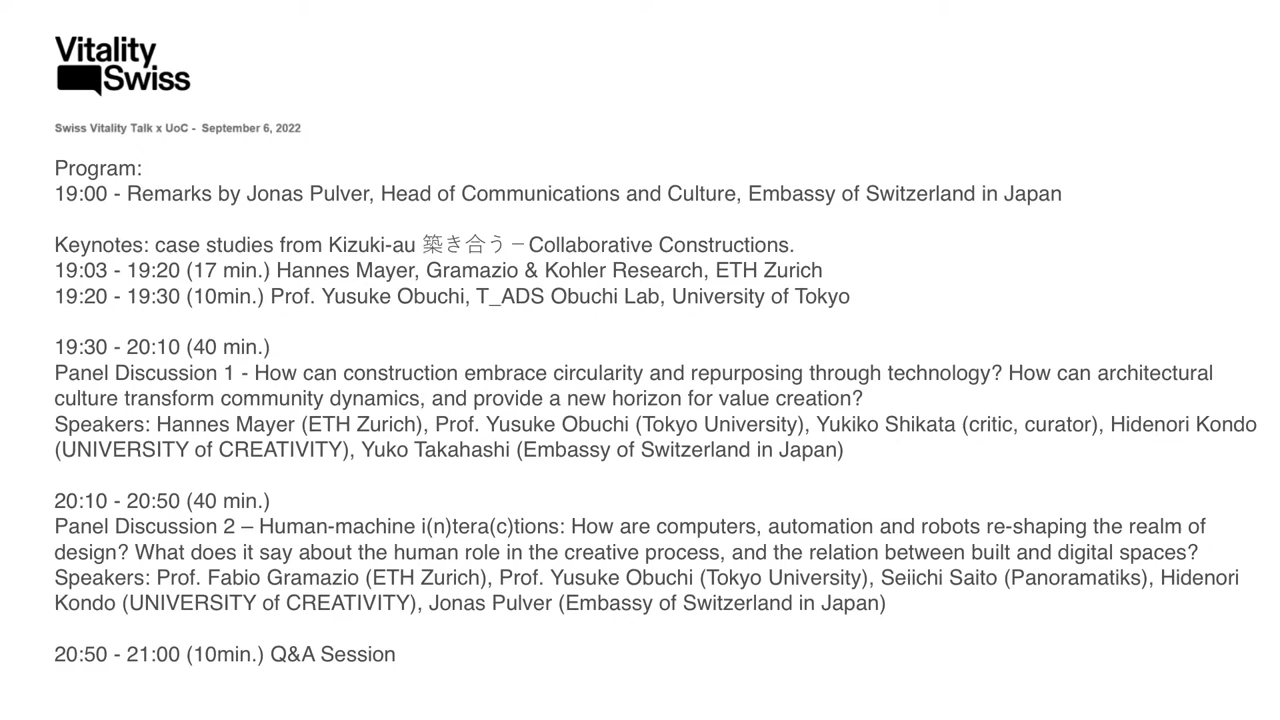 Vitality
Swiss
Swiss Vitality Talk x UoC - September 6, 2022
Program:
19:00 - Remarks by Jonas Pulver, Head of Communications and Culture, Embassy of Switzerland in Japan
Keynotes: case studies from Kizuki-au 築き合う – Collaborative Constructions.
19:03 - 19:20 (17 min.) Hannes Mayer, Gramazio & Kohler Research, ETH Zurich
19:20 - 19:30 (10min.) Prof. Yusuke Obuchi, T_ADS Obuchi Lab, University of Tokyo
19:30 - 20:10 (40 min.)
Panel Discussion 1 - How can construction embrace circularity and repurposing through technology? How can architectural
culture transform community dynamics, and provide a new horizon for value creation?
Speakers: Hannes Mayer (ETH Zurich), Prof. Yusuke Obuchi (Tokyo University), Yukiko Shikata (critic, curator), Hidenori Kondo
(UNIVERSITY of CREATIVITY), Yuko Takahashi (Embassy of Switzerland in Japan)
20:10 - 20:50 (40 min.)
Panel Discussion 2 – Human-machine i(n)tera(c)tions: How are computers, automation and robots re-shaping the realm of
design? What does it say about the human role in the creative process, and the relation between built and digital spaces?
Speakers: Prof. Fabio Gramazio (ETH Zurich), Prof. Yusuke Obuchi (Tokyo University), Seiichi Saito (Panoramatiks), Hidenori
Kondo (UNIVERSITY of CREATIVITY), Jonas Pulver (Embassy of Switzerland in Japan)
20:50 - 21:00 (10min.) Q&A Session